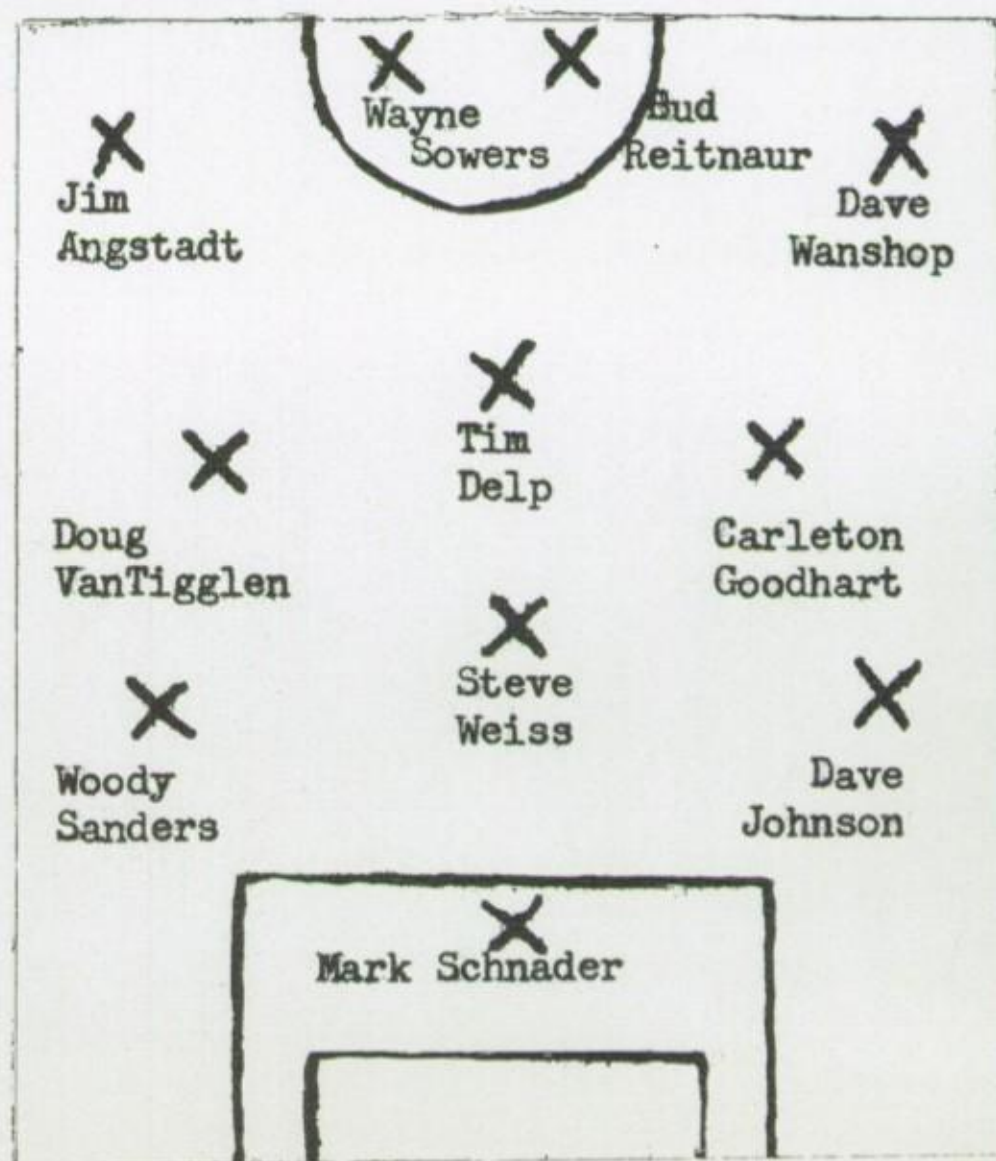 Wayne
Sowers
Bud
Reitnaur
Jim
Angstadt
Dave
Wanshop
Tim
Delp
Doug
VanTigglen
Carleton
Goodhart
Steve
Weiss
Woody
Sanders
Dave
Johnson
Mark Schnader